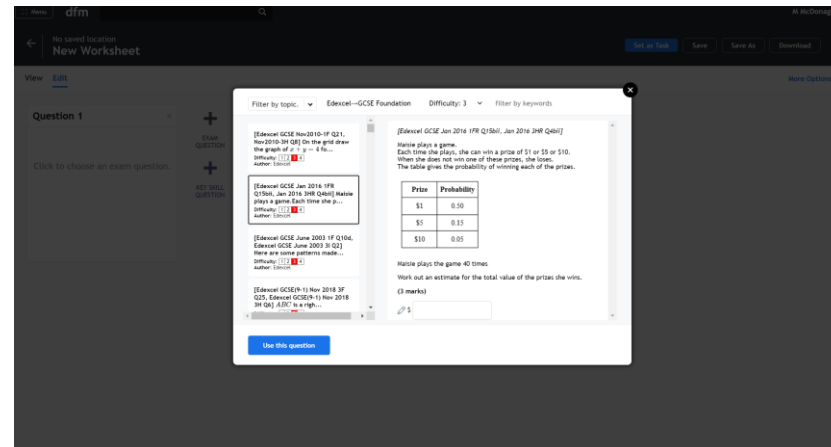 Menu
dfm
M McDonag
No saved location
New Worksheet
Set as Task
Save
Save As
Download
View
Edit
More Options
Question 1
Click to choose an exam question.
EXAM
QUESTION
KEY SKILL
QUESTION
Filter by topic.
Edexcel→GCSE Foundation
Difficulty: 3
filter by keywords
[Edexcel GCSE Nov2010-1F Q21,
Nov2010-3H Q8] On the grid draw
the graph of x + y = 4 fo...
Difficulty: 1 2 3 4
Author: Edexcel
[Edexcel GCSE Jan 2016 1FR
Q15bii, Jan 2016 3HR Q4bii] Maisie
plays a game.Each time she p...
Difficulty: 1 2 3 4
Author: Edexcel
[Edexcel GCSE June 2003 1F Q10d,
Edexcel GCSE June 2003 3I Q2]
Here are some patterns made...
Difficulty: 1 2 3 4
Author: Edexcel
[Edexcel GCSE(9-1) Nov 2018 3F
Q25, Edexcel GCSE(9-1) Nov 2018
3H Q6] ABC is a righ...
[Edexcel GCSE Jan 2016 1FR Q15bii, Jan 2016 3HR Q4bii]
Maisie plays a game.
Each time she plays, she can win a prize of $1 or $5 or $10.
When she does not win one of these prizes, she loses.
The table gives the probability of winning each of the prizes.
Prize Probability
$1 0.50
$5 0.15
$10 0.05
Maisie plays the game 40 times
Work out an estimate for the total value of the prizes she wins.
(3 marks)
$
Use this question